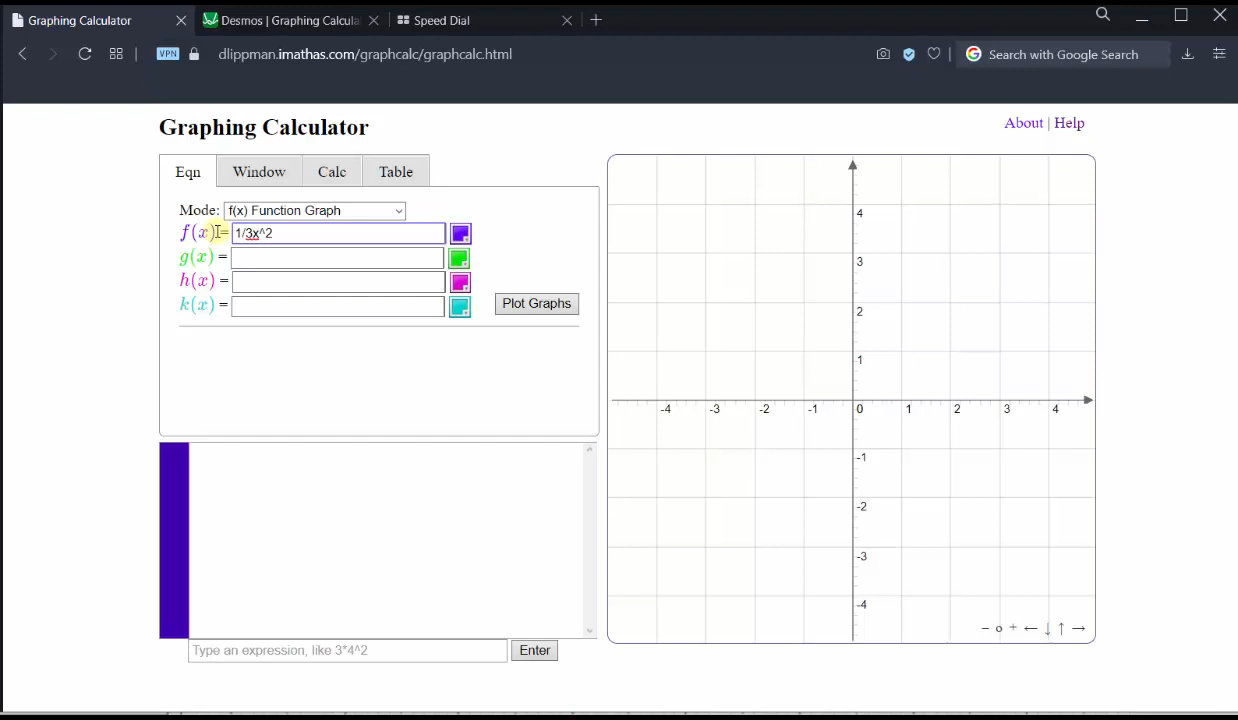 Graphing Calculator
Desmos | Graphing Calcula
Speed Dial
VPN
dlippman.imathas.com/graphcalc/graphcalc.html
Search with Google Search
Graphing Calculator
About | Help
Eqn
Window
Calc
Table
Mode: f(x) Function Graph
f(x) = 1/3x^2
g(x) =
h(x) =
k(x) =
Plot Graphs
4
3
2
1
-4 -3 -2 -1 0 1 2 3 4
-1
-2
-3
-4
- o + ← ↓ ↑ →
Type an expression, like 3*4^2
Enter